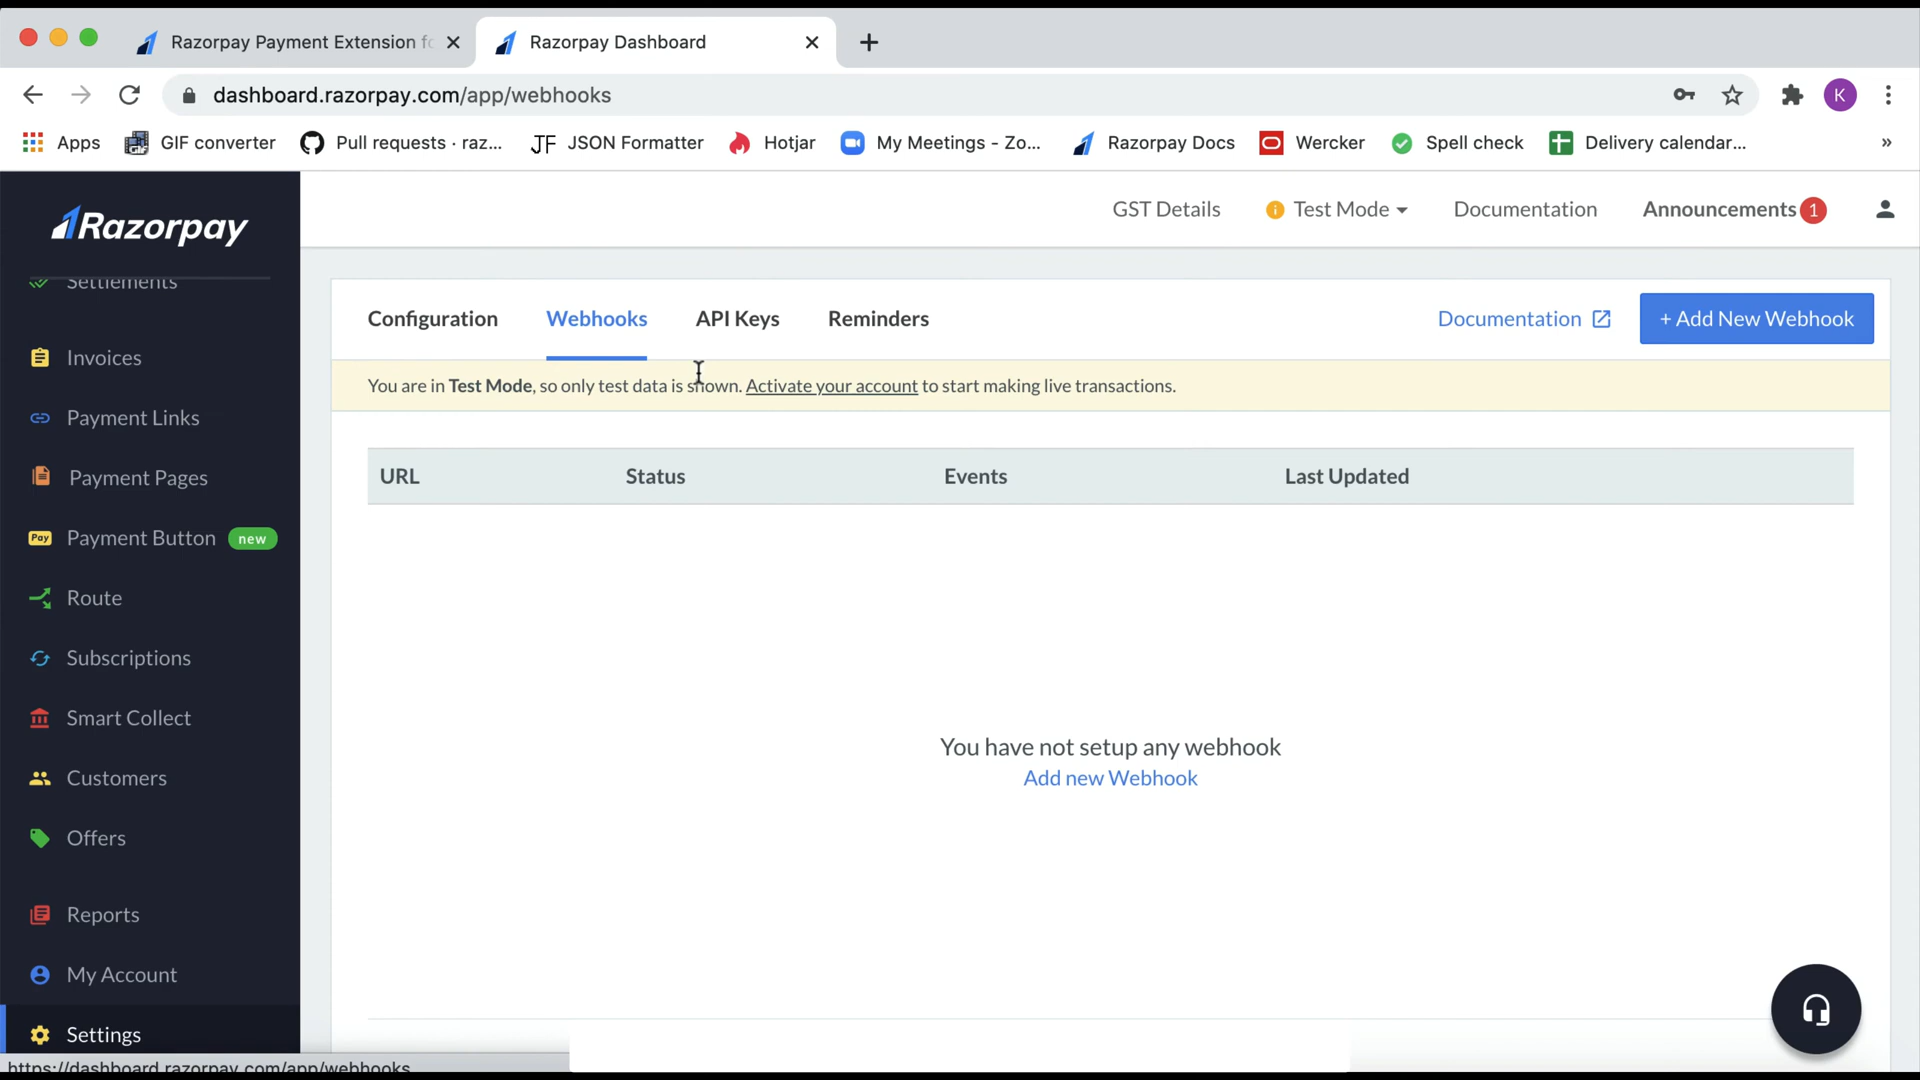 Razorpay Payment Extension fo
Razorpay Dashboard
dashboard.razorpay.com/app/webhooks
K
Apps
GIF converter
Pull requests · raz...
JF JSON Formatter
Hotjar
My Meetings - Zo...
Razorpay Docs
Wercker
Spell check
Delivery calendar...
»
Razorpay
GST Details
Test Mode
Documentation
Announcements 1
Settlements
Invoices
Payment Links
Payment Pages
Pay Payment Button new
Route
Subscriptions
Smart Collect
Customers
Offers
Reports
My Account
Settings
Configuration
Webhooks
API Keys
Reminders
Documentation
+ Add New Webhook
You are in Test Mode, so only test data is shown. Activate your account to start making live transactions.
URL Status Events Last Updated
You have not setup any webhook
Add new Webhook
https://dashboard.razorpay.com/app/webhooks